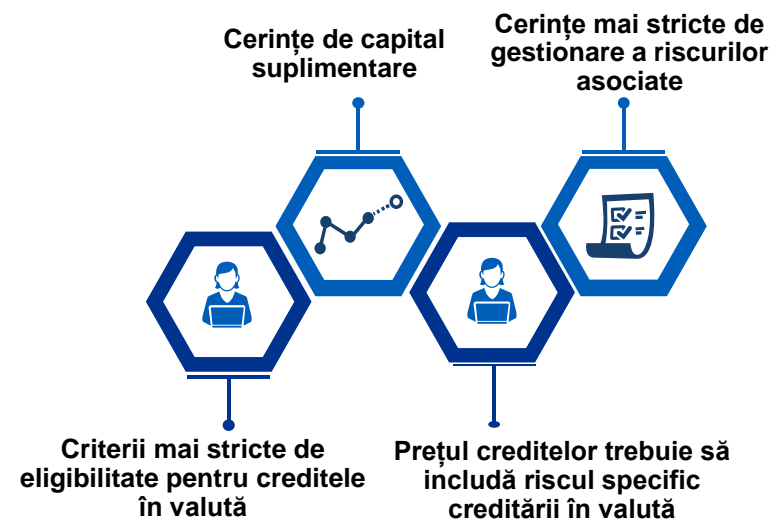 Cerințe de capital
suplimentare
Cerințe mai stricte de
gestionare a riscurilor
asociate
Criterii mai stricte de
eligibilitate pentru creditele
în valută
Prețul creditelor trebuie să
includă riscul specific
creditării în valută